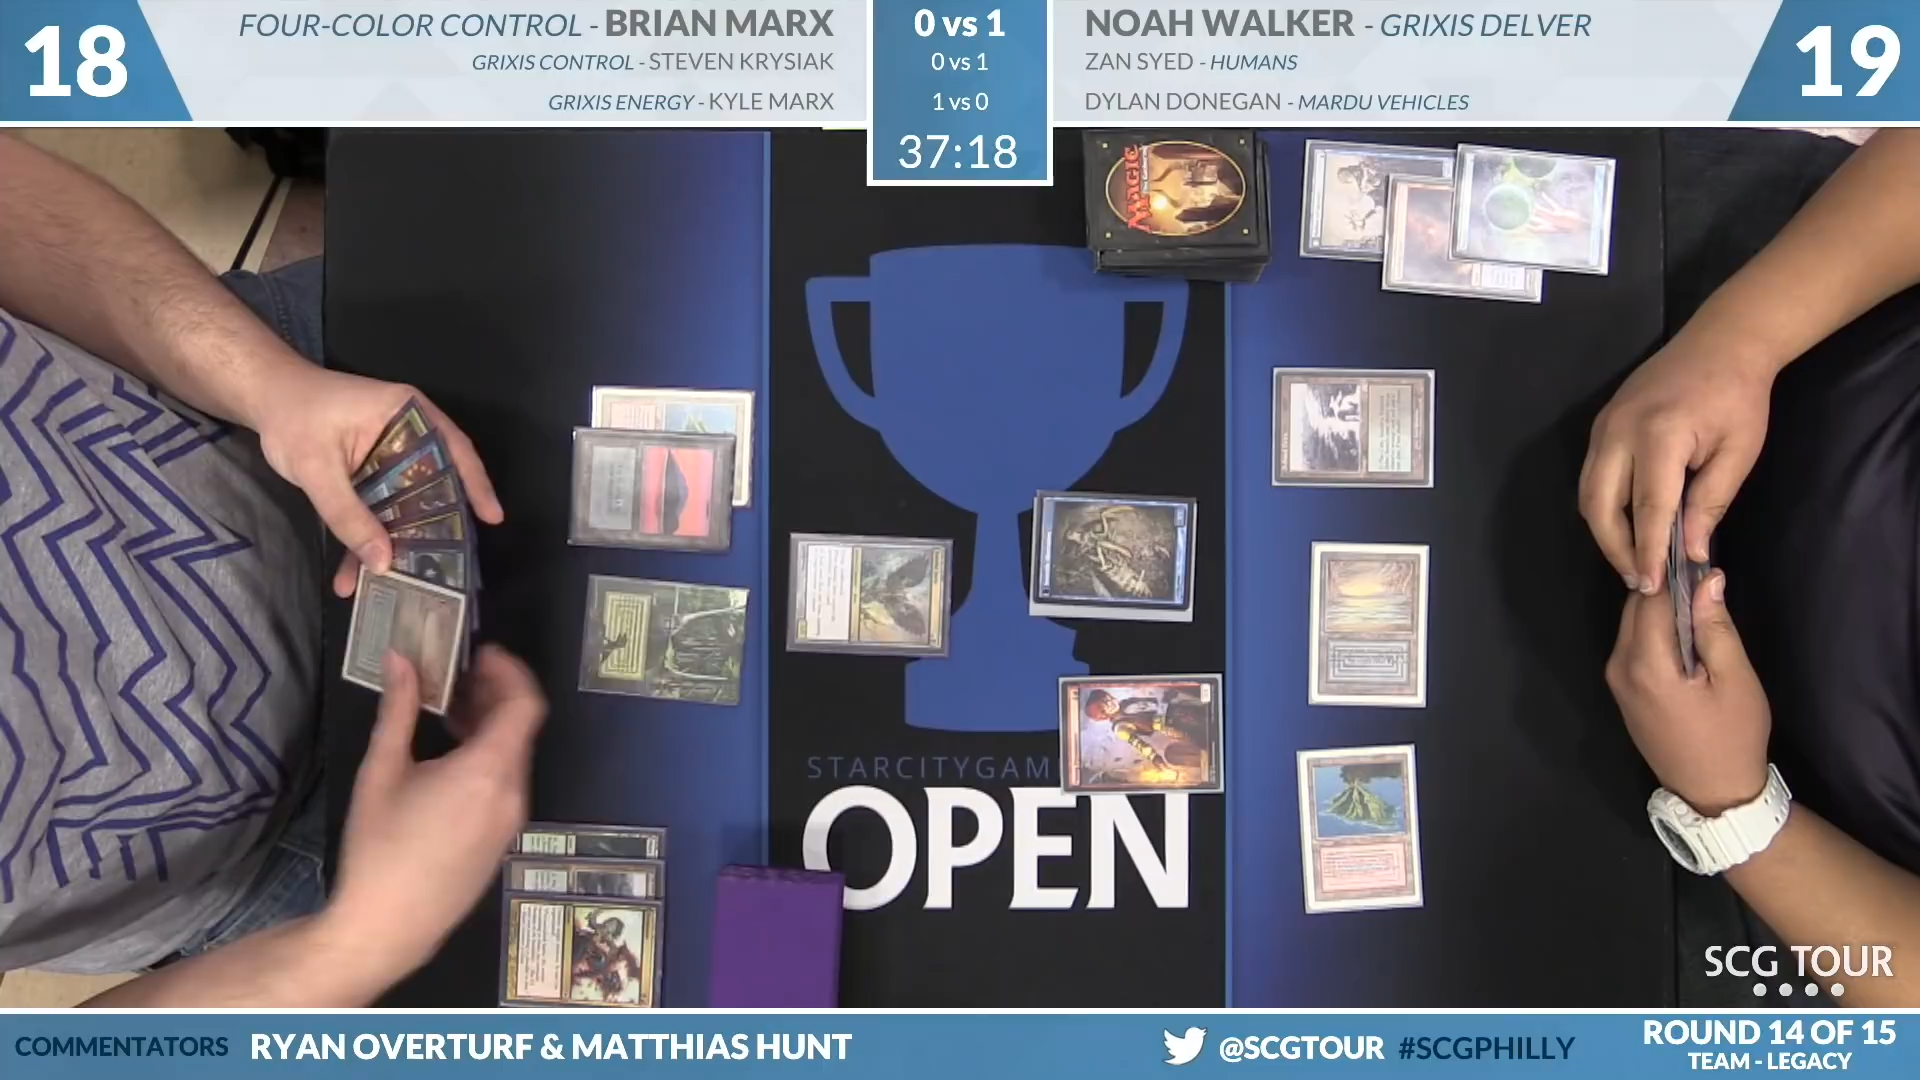 18
FOUR-COLOR CONTROL - BRIAN MARX
GRIXIS CONTROL - STEVEN KRYSIAK
GRIXIS ENERGY - KYLE MARX
0 vs 1
0 vs 1
1 vs 0
37:18
NOAH WALKER - GRIXIS DELVER
ZAN SYED - HUMANS
DYLAN DONEGAN - MARDU VEHICLES
19
MAGIC
STARCITYGAM
OPEN
SCG TOUR
COMMENTATORS RYAN OVERTURF & MATTHIAS HUNT
@SCGTOUR #SCGPHILLY
ROUND 14 OF 15
TEAM - LEGACY